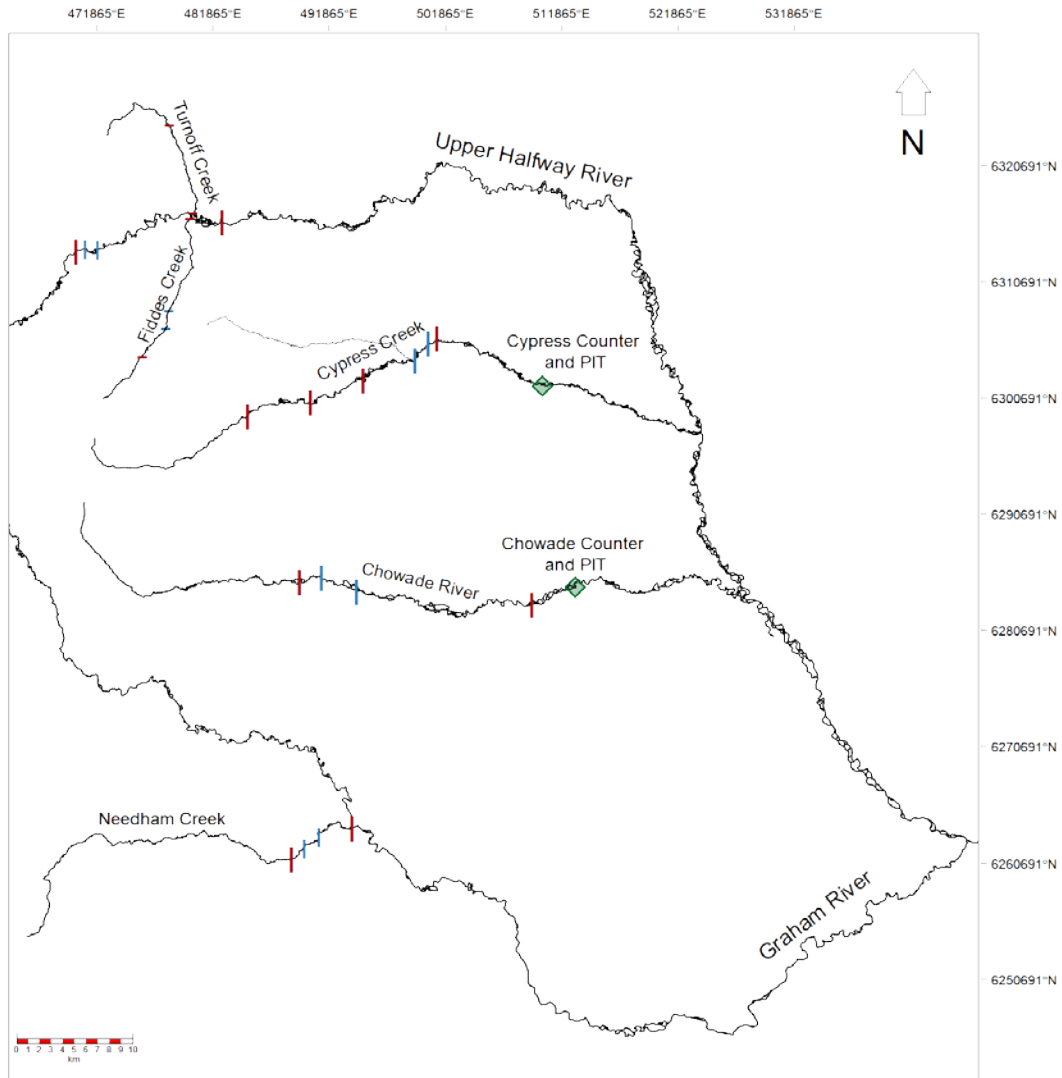 471865°E 481865°E 491865°E 501865°E 511865°E 521865°E 531865°E
N
Turnoff Creek
Upper Halfway River
6320691°N
Fiddes Creek
6310691°N
Cypress Creek
Cypress Counter
and PIT
6300691°N
6290691°N
Chowade Counter
and PIT
Chowade River
6280691°N
6270691°N
Needham Creek
6260691°N
Graham River
6250691°N
0 1 2 3 4 5 6 7 8 9 10
km